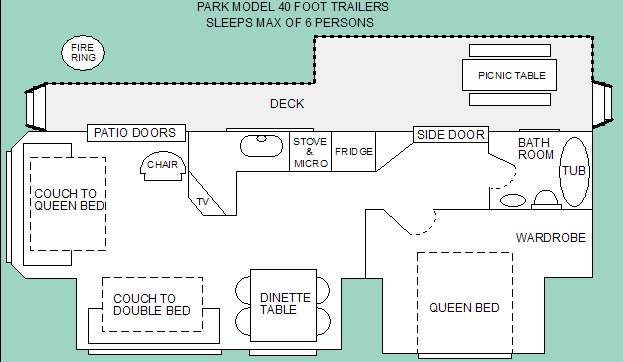 PARK MODEL 40 FOOT TRAILERS
SLEEPS MAX OF 6 PERSONS
FIRE
RING
PICNIC TABLE
DECK
PATIO DOORS
SIDE DOOR
STOVE
&
MICRO
FRIDGE
BATH
ROOM
CHAIR
TUB
COUCH TO
QUEEN BED
TV
WARDROBE
COUCH TO
DOUBLE BED
DINETTE
TABLE
QUEEN BED